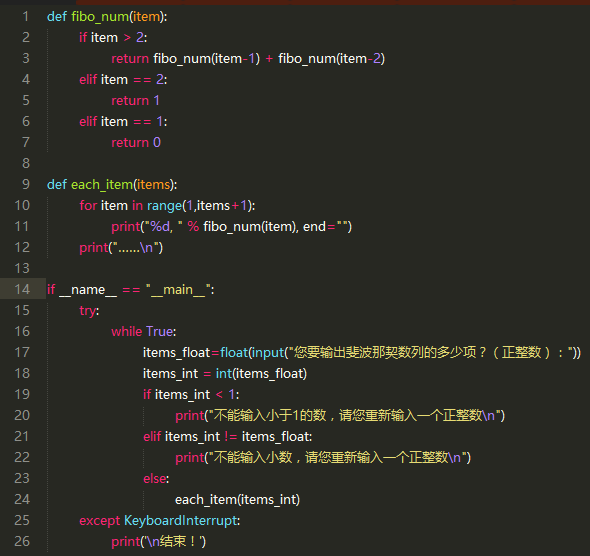 1 def fibo_num(item):
2     if item > 2:
3         return fibo_num(item-1) + fibo_num(item-2)
4     elif item == 2:
5         return 1
6     elif item == 1:
7         return 0
8
9 def each_item(items):
10     for item in range(1,items+1):
11         print("%d, " % fibo_num(item), end="")
12     print("......\n")
13
14 if __name__ == "__main__":
15     try:
16         while True:
17             items_float=float(input("您要输出斐波那契数列的多少项？（正整数）："))
18             items_int = int(items_float)
19             if items_int < 1:
20                 print("不能输入小于1的数，请您重新输入一个正整数\n")
21             elif items_int != items_float:
22                 print("不能输入小数，请您重新输入一个正整数\n")
23             else:
24                 each_item(items_int)
25     except KeyboardInterrupt:
26         print('\n结束！')